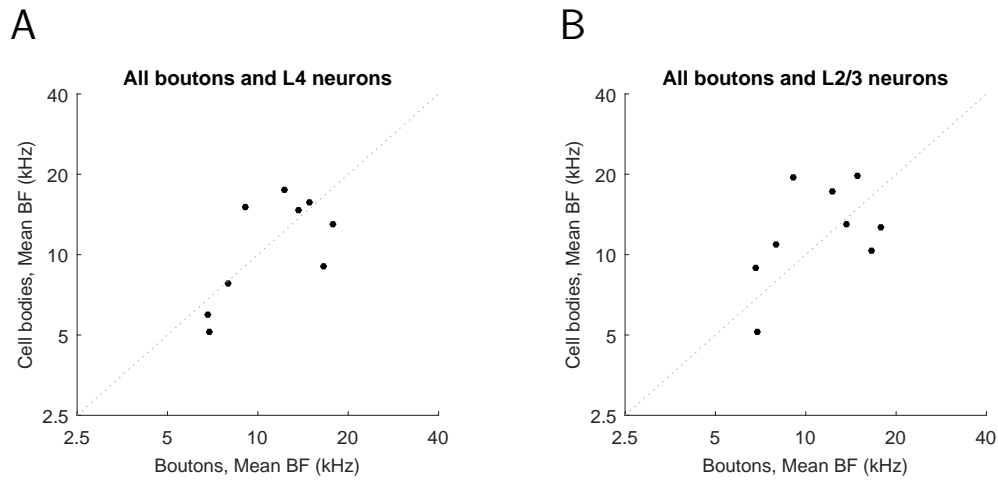 A
All boutons and L4 neurons
40
20
10
5
2.5
Cell bodies, Mean BF (kHz)
2.5 5 10 20 40
Boutons, Mean BF (kHz)
B
All boutons and L2/3 neurons
40
20
10
5
2.5
Cell bodies, Mean BF (kHz)
2.5 5 10 20 40
Boutons, Mean BF (kHz)